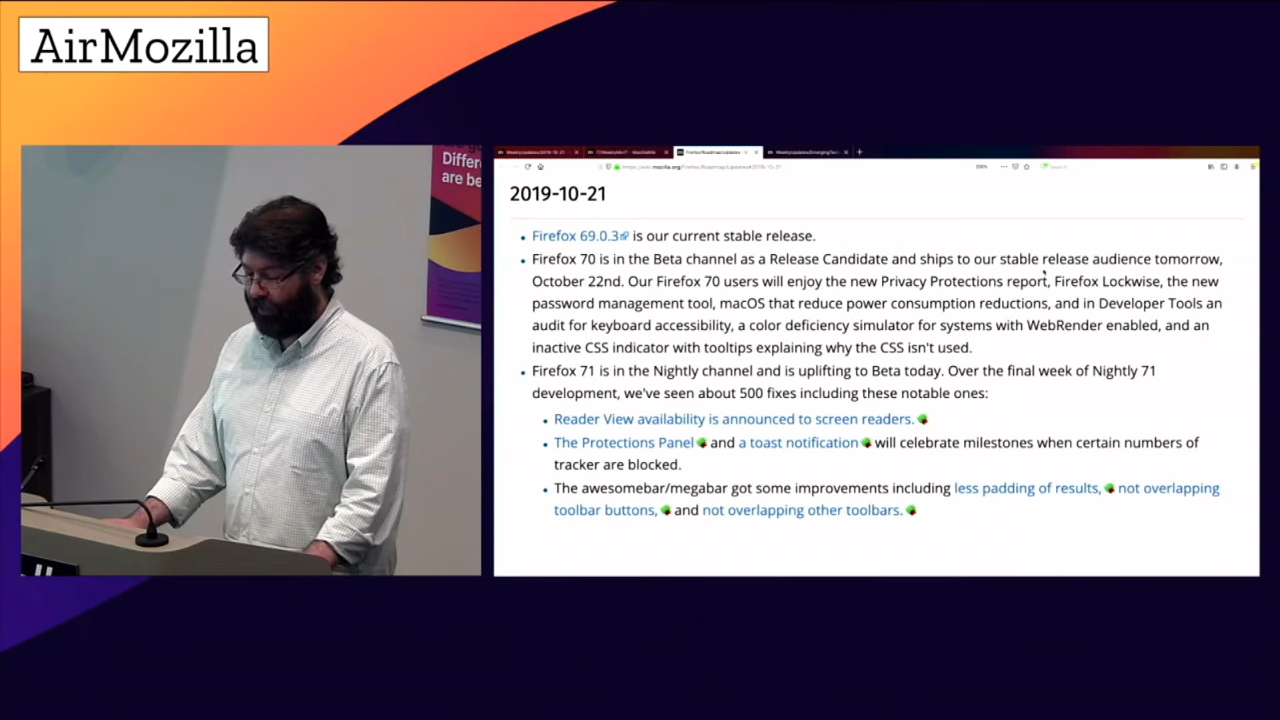 AirMozilla
Differ
are be
2019-10-21
Firefox 69.0.3 is our current stable release.
Firefox 70 is in the Beta channel as a Release Candidate and ships to our stable release audience tomorrow,
October 22nd. Our Firefox 70 users will enjoy the new Privacy Protections report, Firefox Lockwise, the new
password management tool, macOS that reduce power consumption reductions, and in Developer Tools an
audit for keyboard accessibility, a color deficiency simulator for systems with WebRender enabled, and an
inactive CSS indicator with tooltips explaining why the CSS isn't used.
Firefox 71 is in the Nightly channel and is uplifting to Beta today. Over the final week of Nightly 71
development, we've seen about 500 fixes including these notable ones:
Reader View availability is announced to screen readers.
The Protections Panel and a toast notification will celebrate milestones when certain numbers of
tracker are blocked.
The awesomebar/megabar got some improvements including less padding of results, not overlapping
toolbar buttons, and not overlapping other toolbars.